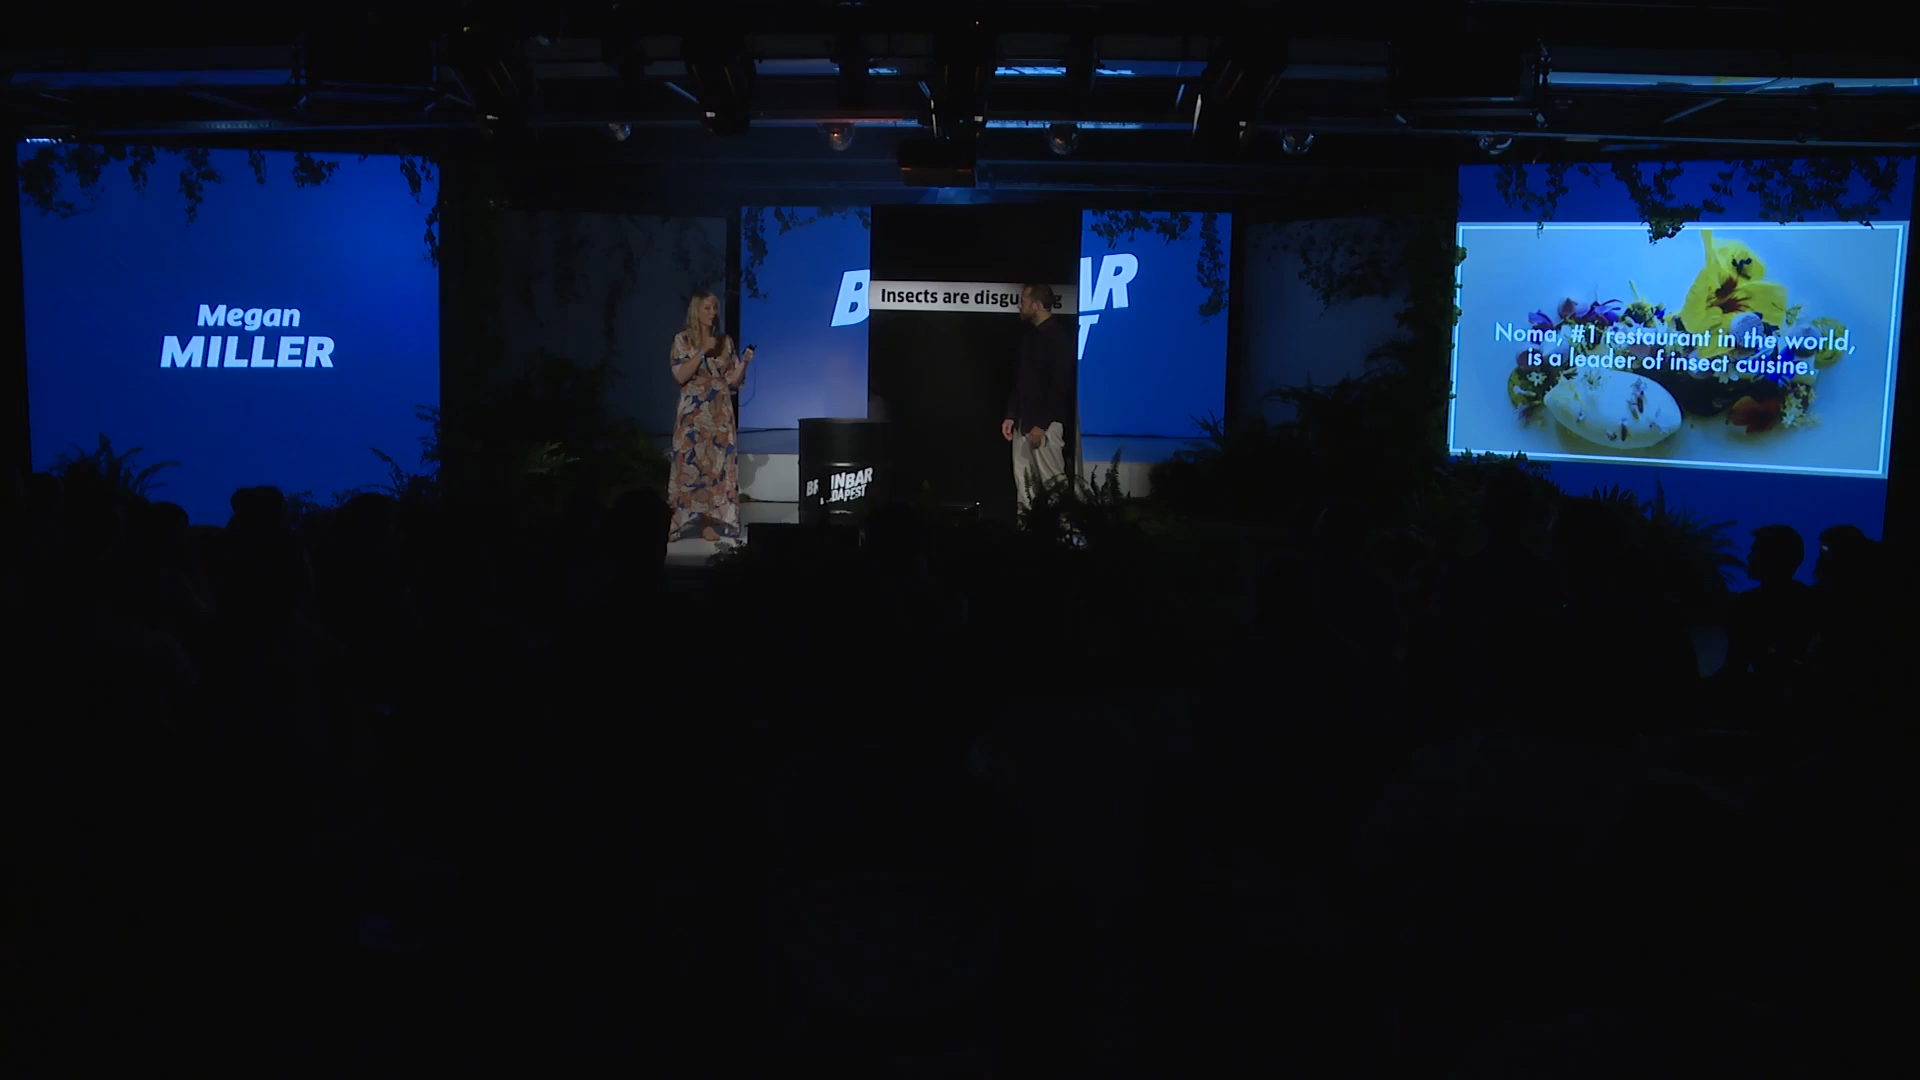 Megan
MILLER
B
AR
T
Insects are
BR INBAR
DAPEST
Noma, #1 restaurant in the world,
is a leader of insect cuisine.